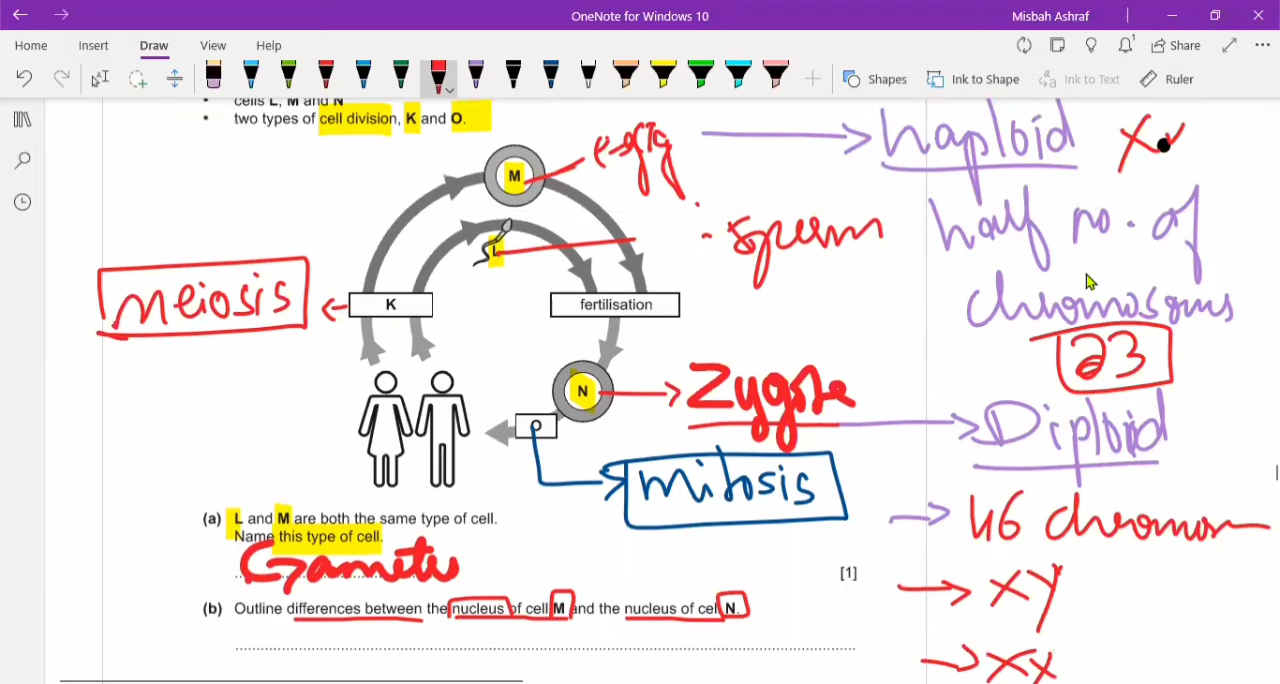 OneNote for Windows 10
Misbah Ashraf
Home Insert Draw View Help
Share
Shapes Ink to Shape Ink to Text Ruler
cells L, M and N
• two types of cell division, K and O.
haploid
M
egg
half no. of
L
sperm
chromosoms
meiosis
K
fertilisation
23
N
Zygote
Diploid
O
mitosis
46 chromosom
(a) L and M are both the same type of cell.
Name this type of cell.
Gametes
[1]
XY
(b) Outline differences between the nucleus of cell M and the nucleus of cell N.
XX